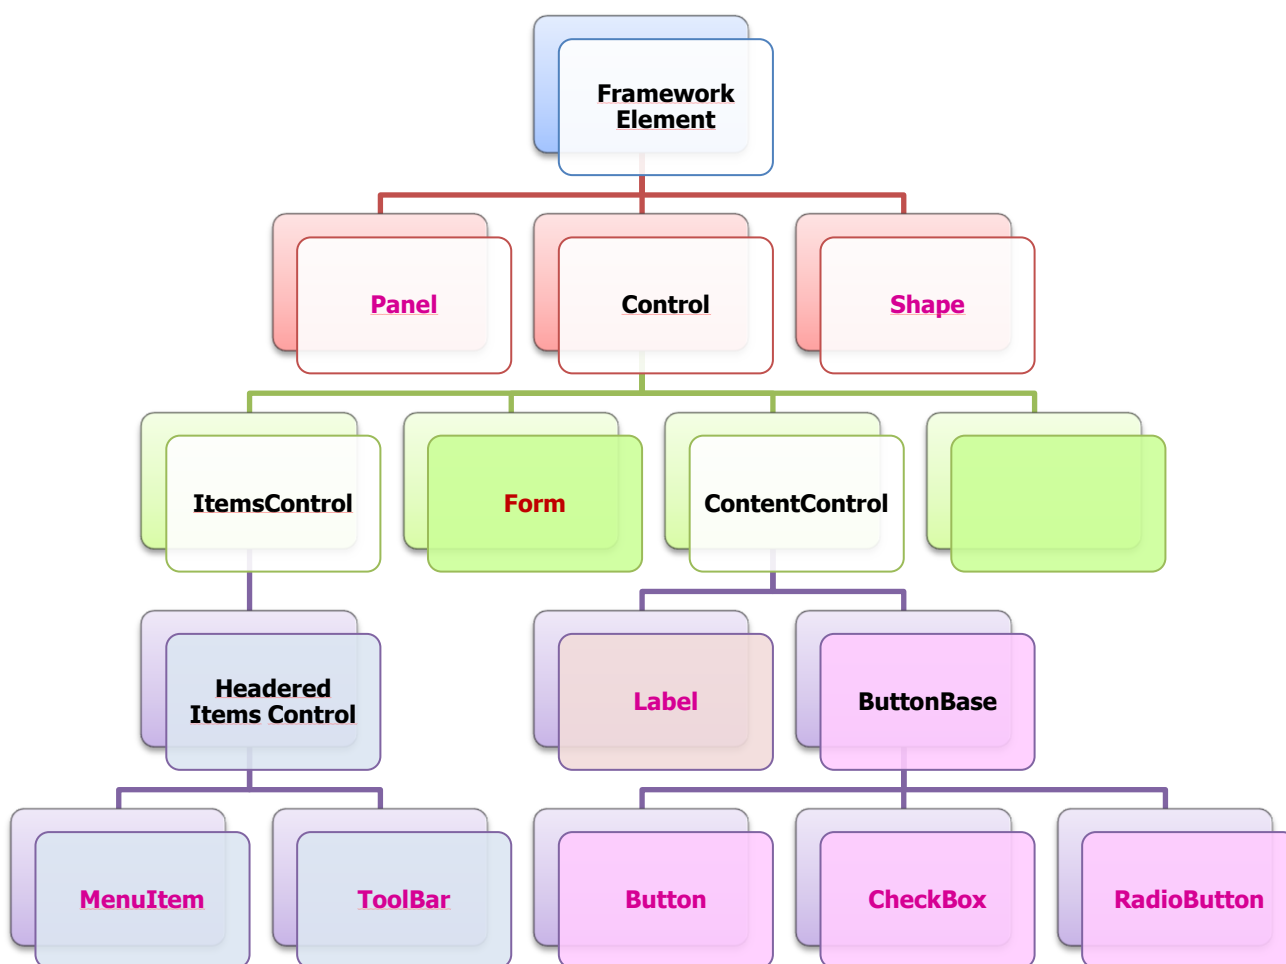 Framework
Element
Panel
Control
Shape
ItemsControl
Form
ContentControl
Headered
Items Control
Label
ButtonBase
MenuItem
ToolBar
Button
CheckBox
RadioButton